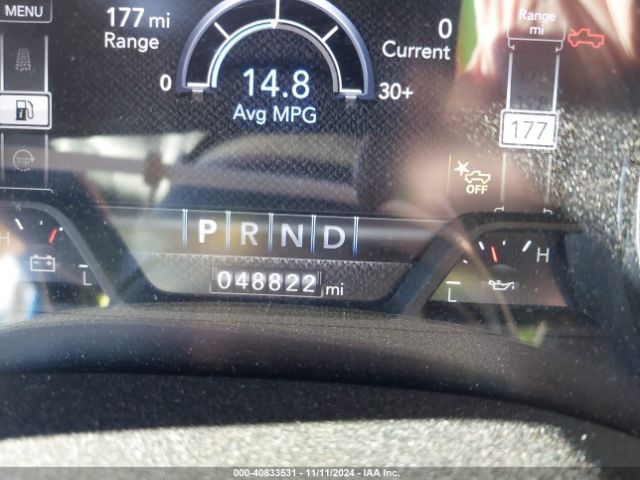 MENU
177 mi
Range
0
Current
Range
mi
0
30+
14.8
Avg MPG
177
trip
OFF
P R N D
H
L
048822 mi
H
L
000-40833531 - 11/11/2024 - IAA Inc.